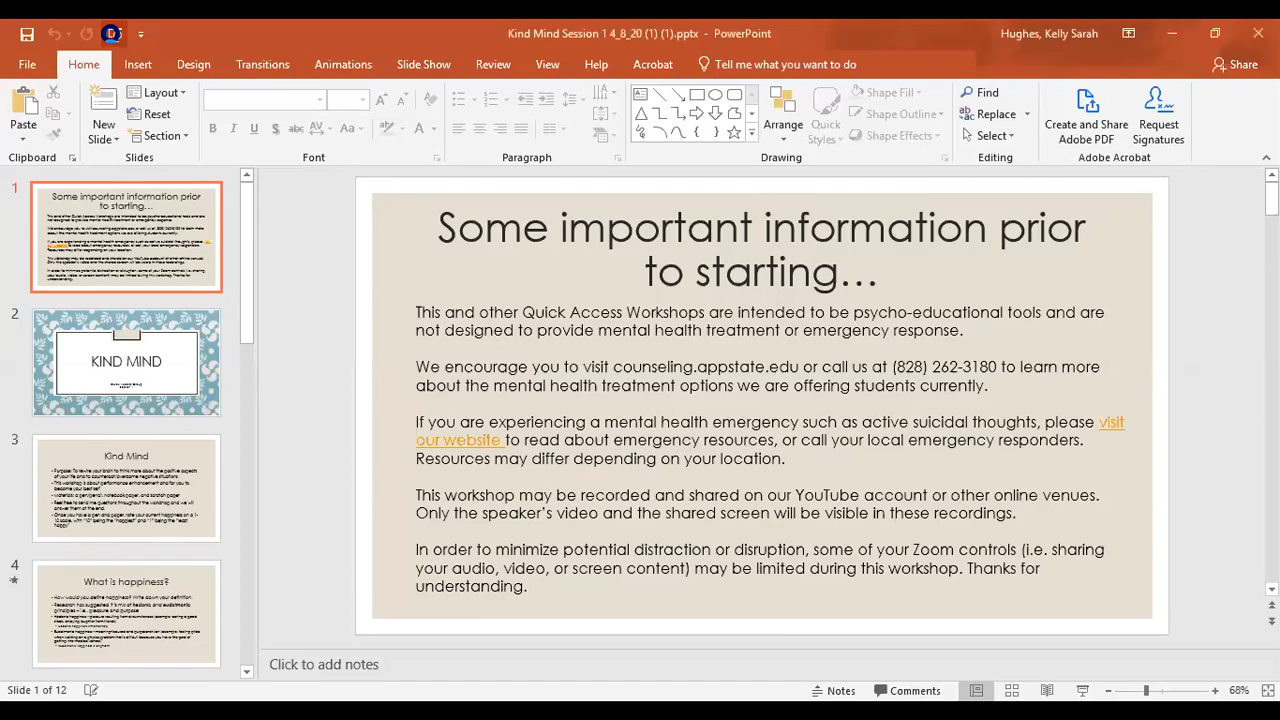 Kind Mind Session 1 4_8_20 (1) (1).pptx - PowerPoint
Hughes, Kelly Sarah
File Home Insert Design Transitions Animations Slide Show Review View Help Acrobat Tell me what you want to do Share
Paste
New Slide
Layout
Reset
Section
Arrange
Quick Styles
Shape Fill
Shape Outline
Shape Effects
Find
Replace
Select
Create and Share Adobe PDF
Request Signatures
Clipboard Slides Font Paragraph Drawing Editing Adobe Acrobat
1
Some important information prior
to starting...
2
KIND MIND
3
Kind Mind
4
What is happiness?
Some important information prior
to starting…
This and other Quick Access Workshops are intended to be psycho-educational tools and are
not designed to provide mental health treatment or emergency response.
We encourage you to visit counseling.appstate.edu or call us at (828) 262-3180 to learn more
about the mental health treatment options we are offering students currently.
If you are experiencing a mental health emergency such as active suicidal thoughts, please visit
our website to read about emergency resources, or call your local emergency responders.
Resources may differ depending on your location.
This workshop may be recorded and shared on our YouTube account or other online venues.
Only the speaker's video and the shared screen will be visible in these recordings.
In order to minimize potential distraction or disruption, some of your Zoom controls (i.e. sharing
your audio, video, or screen content) may be limited during this workshop. Thanks for
understanding.
Click to add notes
Slide 1 of 12
Notes
Comments
68%